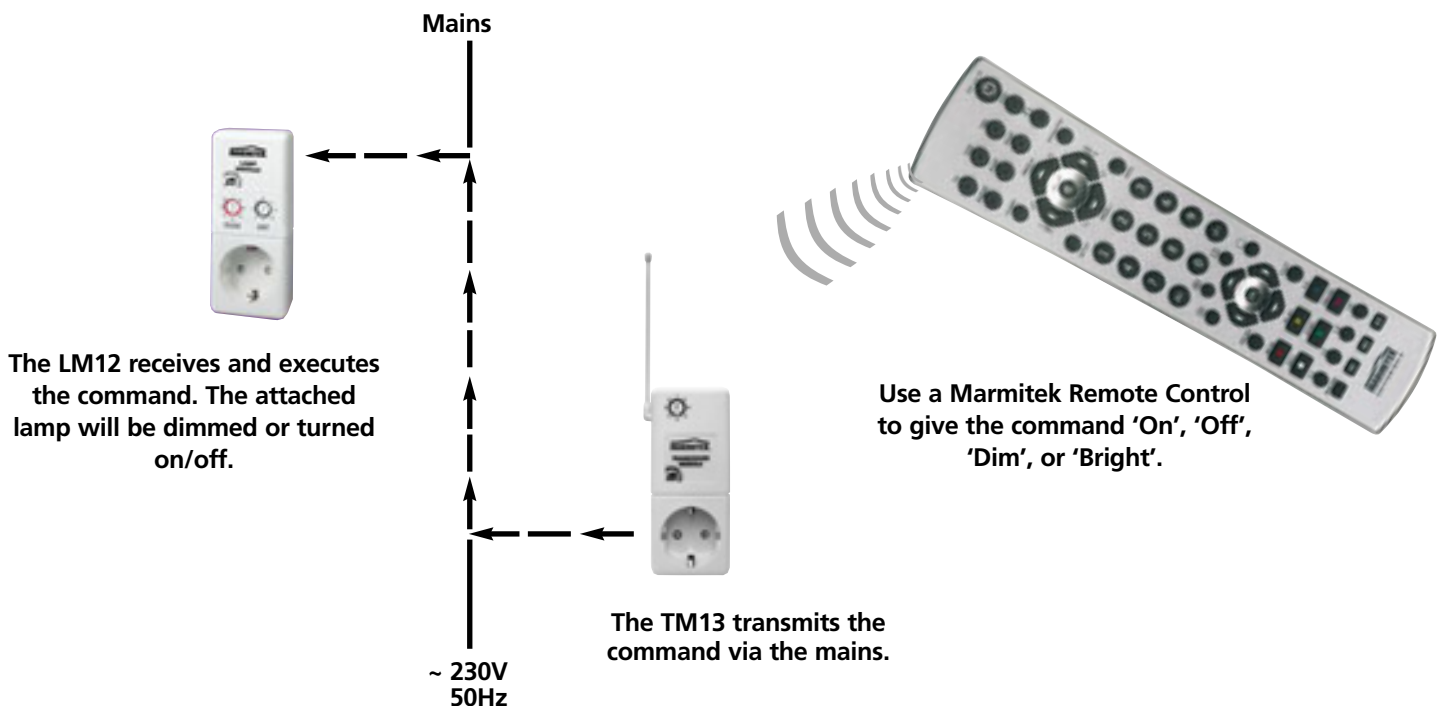 Mains
The LM12 receives and executes
the command. The attached
lamp will be dimmed or turned
on/off.
Use a Marmitek Remote Control
to give the command ‘On’, ‘Off’,
‘Dim’, or ‘Bright’.
The TM13 transmits the
command via the mains.
~ 230V
50Hz